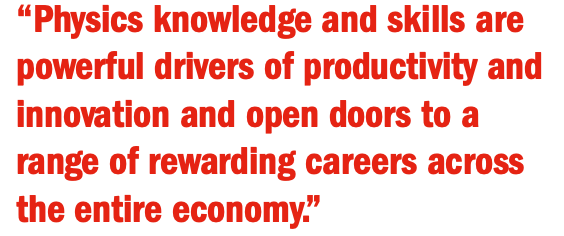 “Physics knowledge and skills are
powerful drivers of productivity and
innovation and open doors to a
range of rewarding careers across
the entire economy.”